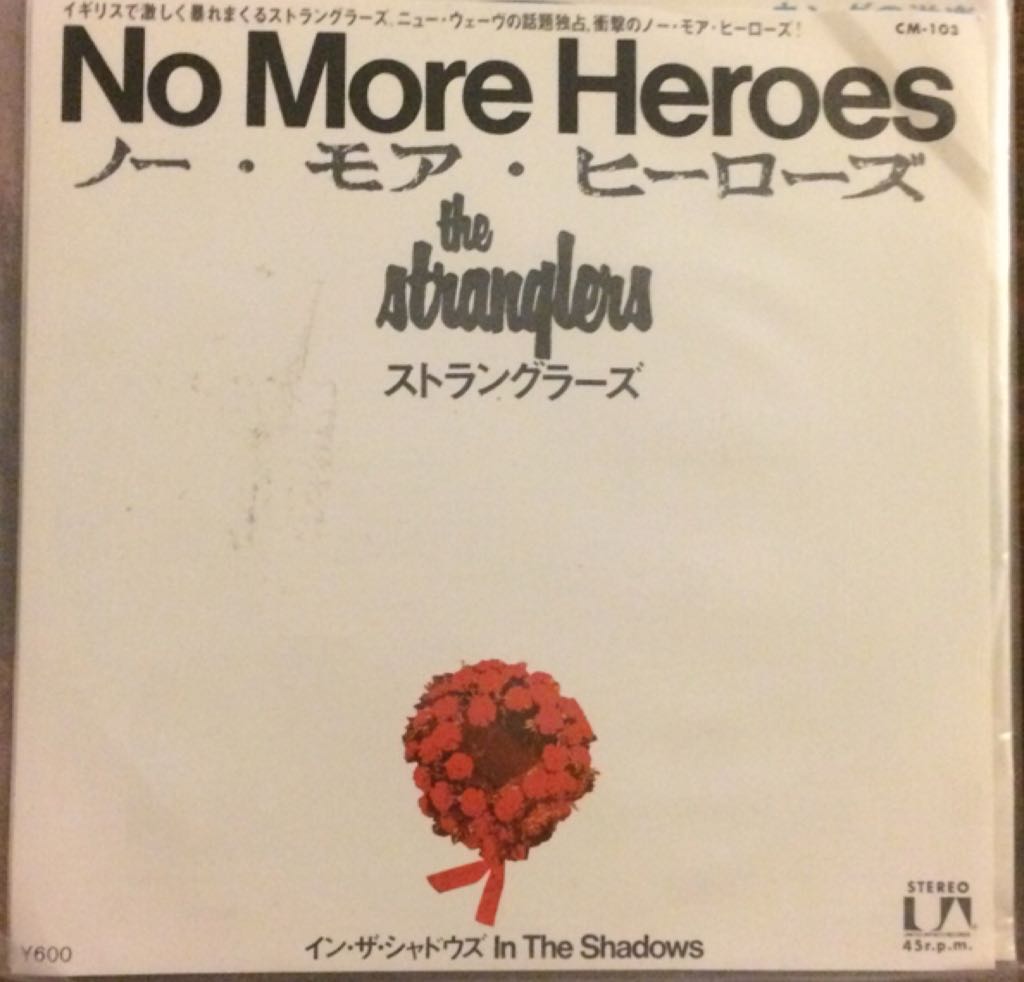 イギリスで激しく暴れまくるストラングラーズ、ニュー・ウェーヴの話題独占、衝撃のノー・モア・ヒーローズ!
CM-103
No More Heroes
ノー・モア・ヒーローズ
the
stranglers
ストラングラーズ
STEREO
UA
45r.p.m.
イン・ザ・シャドウズ In The Shadows
¥600